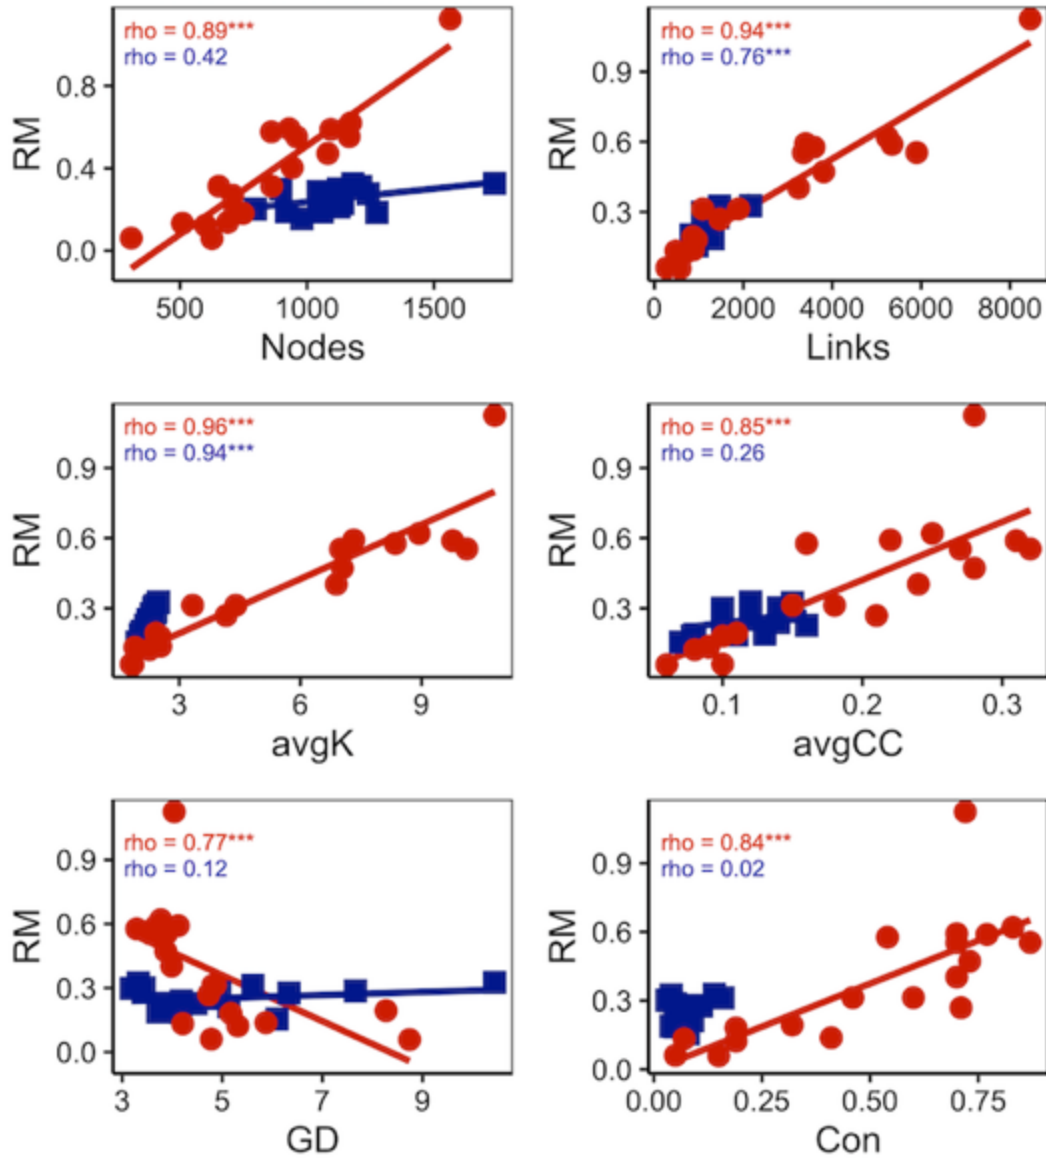 rho = 0.89***
rho = 0.42
RM
0.8
0.4
0.0
500 1000 1500
Nodes
rho = 0.94***
rho = 0.76***
RM
0.9
0.6
0.3
0 2000 4000 6000 8000
Links
rho = 0.96***
rho = 0.94***
RM
0.9
0.6
0.3
3 6 9
avgK
rho = 0.85***
rho = 0.26
RM
0.9
0.6
0.3
0.1 0.2 0.3
avgCC
rho = 0.77***
rho = 0.12
RM
0.9
0.6
0.3
0.0
3 5 7 9
GD
rho = 0.84***
rho = 0.02
RM
0.9
0.6
0.3
0.0
0.00 0.25 0.50 0.75
Con